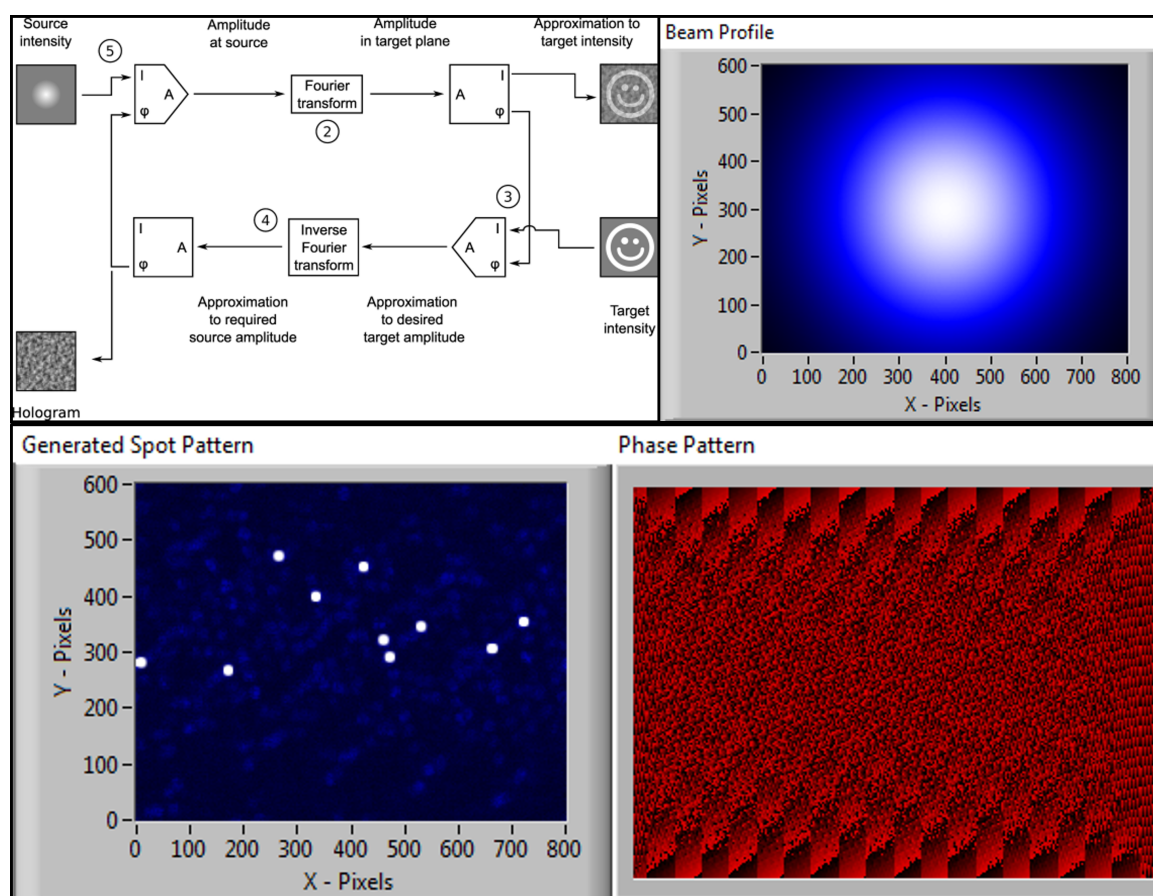 Source
intensity
Amplitude
at source
Amplitude
in target plane
Approximation to
target intensity
5
I
A
φ
Fourier
transform
2
A
I
φ
3
4
I
A
φ
Inverse
Fourier
transform
A
I
φ
Approximation
to required
source amplitude
Approximation
to desired
target amplitude
Target
intensity
Hologram
Beam Profile
600
500
400
300
200
100
0
Y - Pixels
0 100 200 300 400 500 600 700 800
X - Pixels
Generated Spot Pattern
600
500
400
300
200
100
0
Y - Pixels
0 100 200 300 400 500 600 700 800
X - Pixels
Phase Pattern